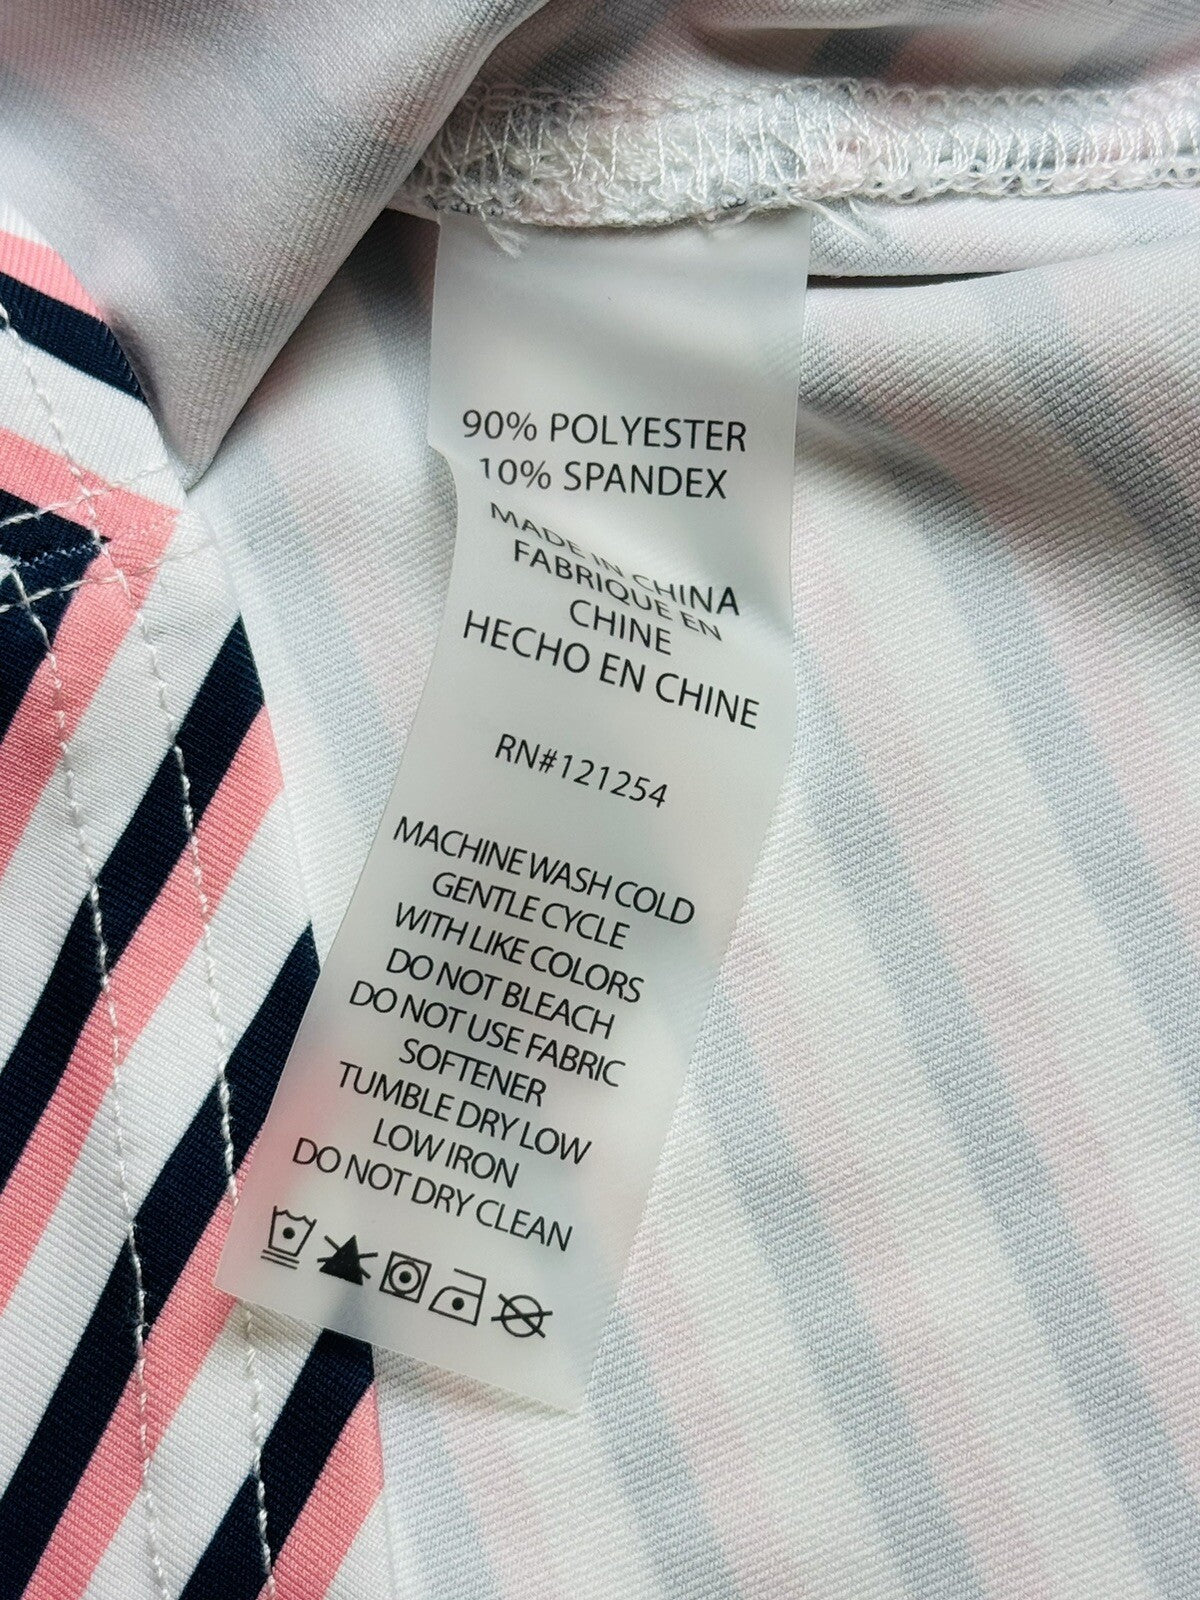 90% POLYESTER
10% SPANDEX
MADE IN CHINA
FABRIQUE EN
CHINE
HECHO EN CHINE
RN#121254
MACHINE WASH COLD
GENTLE CYCLE
WITH LIKE COLORS
DO NOT BLEACH
DO NOT USE FABRIC
SOFTENER
TUMBLE DRY LOW
LOW IRON
DO NOT DRY CLEAN